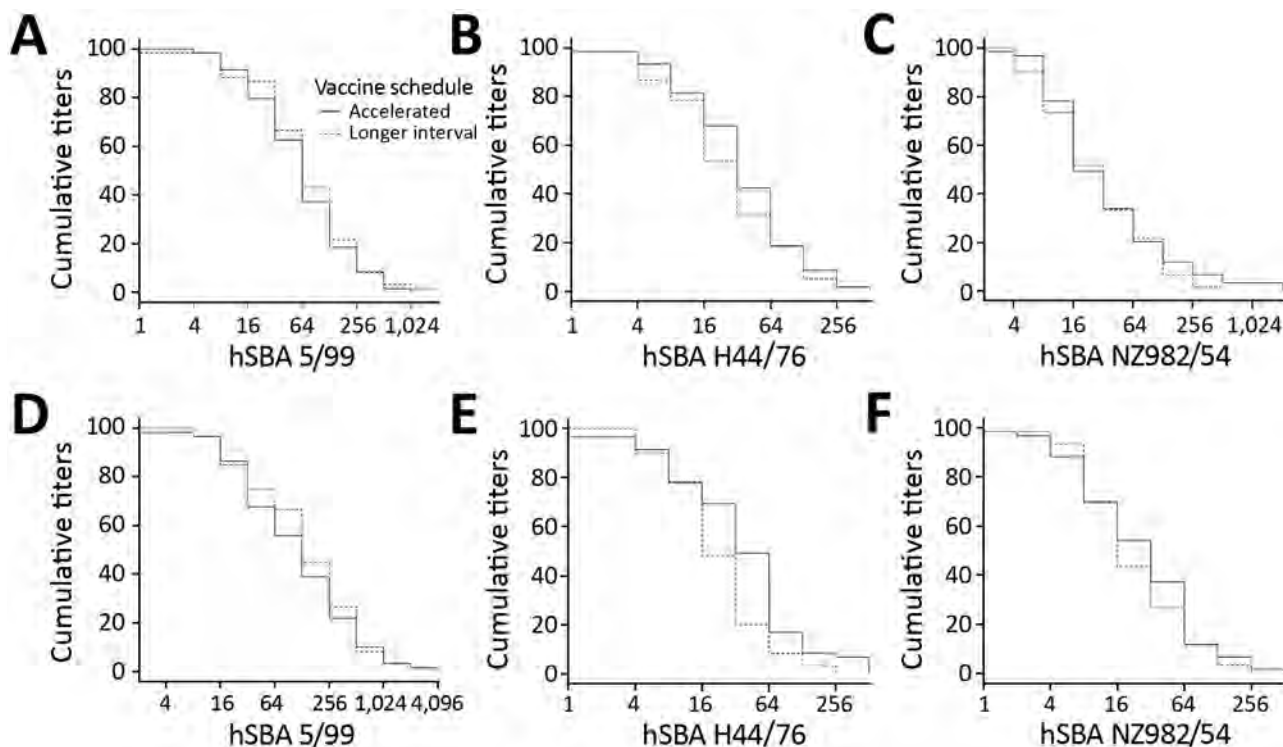 A
Cumulative titers
100
80
60
40
20
0
Vaccine schedule
Accelerated
Longer interval
1 4 16 64 256 1,024
hSBA 5/99
B
Cumulative titers
100
80
60
40
20
0
1 4 16 64 256
hSBA H44/76
C
Cumulative titers
100
80
60
40
20
0
4 16 64 256 1,024
hSBA NZ982/54
D
Cumulative titers
100
80
60
40
20
0
4 16 64 256 1,024 4,096
hSBA 5/99
E
Cumulative titers
100
80
60
40
20
0
1 4 16 64 256
hSBA H44/76
F
Cumulative titers
100
80
60
40
20
0
1 4 16 64 256
hSBA NZ982/54